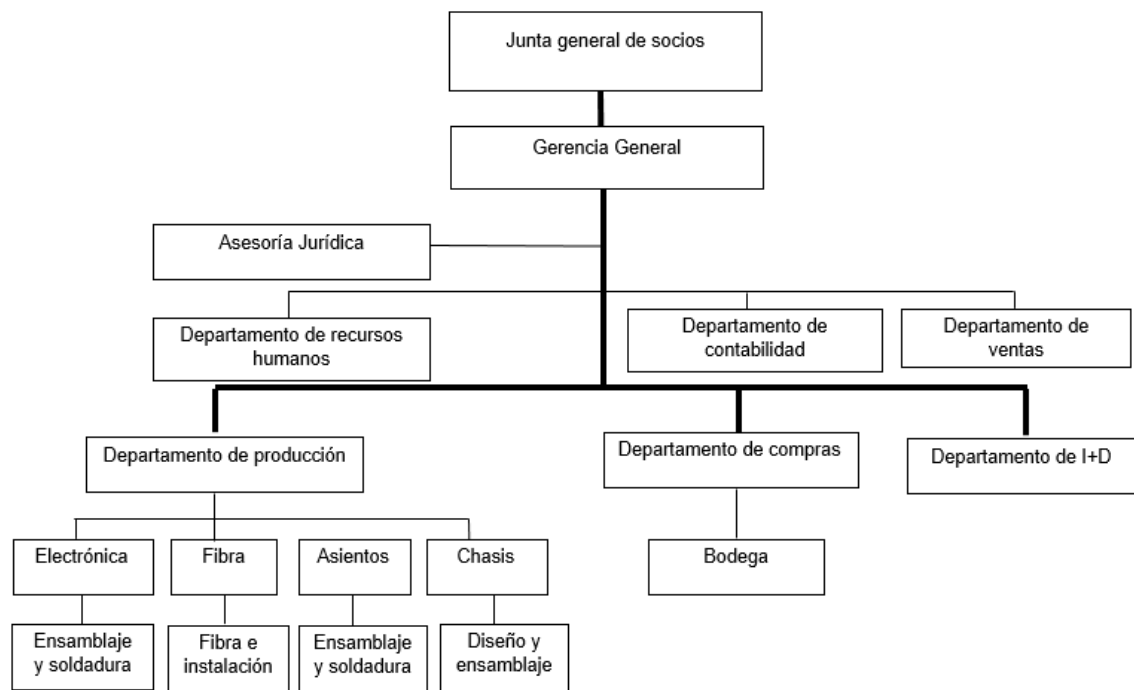 Junta general de socios
Gerencia General
Asesoría Jurídica
Departamento de recursos
humanos
Departamento de
contabilidad
Departamento de
ventas
Departamento de producción
Departamento de compras
Departamento de I+D
Electrónica
Fibra
Asientos
Chasis
Bodega
Ensamblaje
y soldadura
Fibra e
instalación
Ensamblaje
y soldadura
Diseño y
ensamblaje